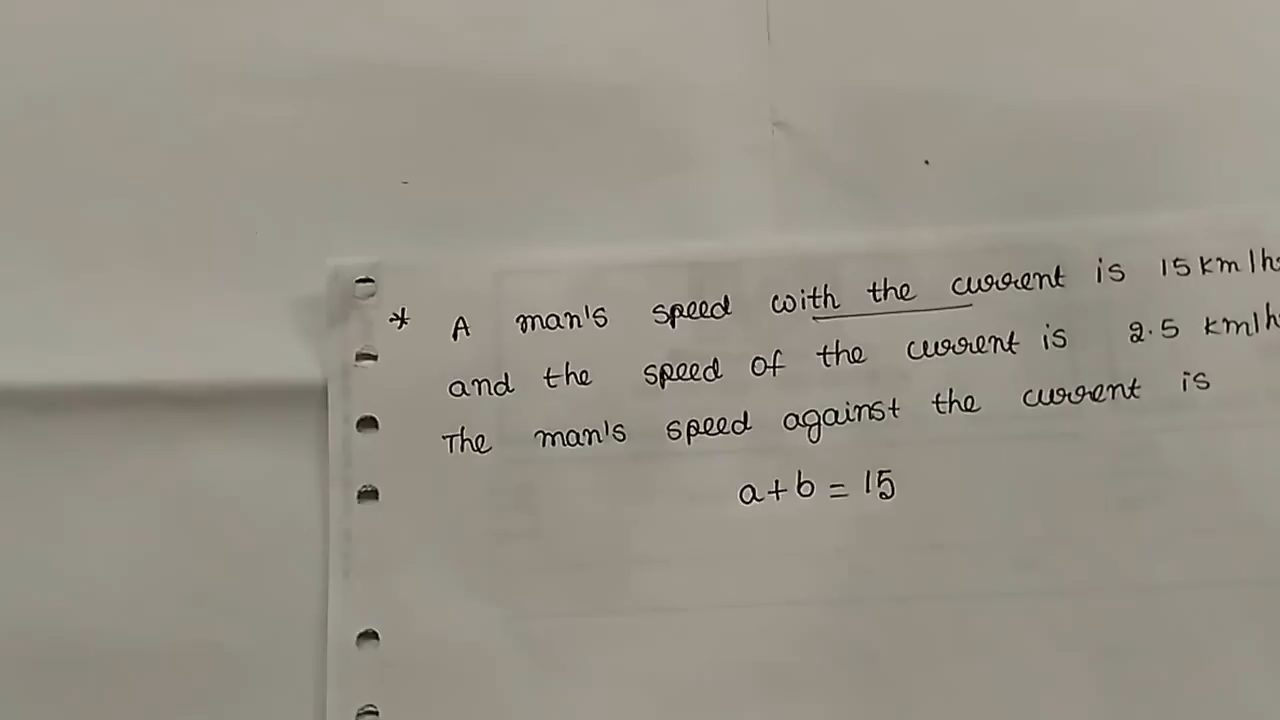 * A man's speed with the current is 15 km/h
and the speed of the current is 2.5 km/h
The man's speed against the current is
a+b = 15